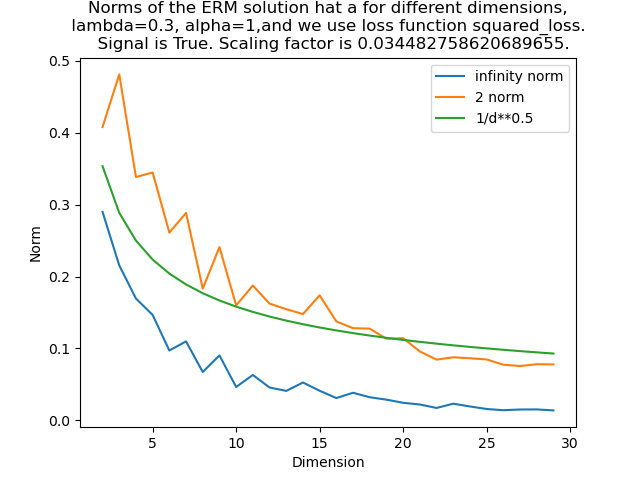 Norms of the ERM solution hat a for different dimensions,
lambda=0.3, alpha=1,and we use loss function squared_loss.
Signal is True. Scaling factor is 0.034482758620689655.
infinity norm
2 norm
1/d**0.5
Norm
0.5
0.4
0.3
0.2
0.1
0.0
5
10
15
20
25
30
Dimension